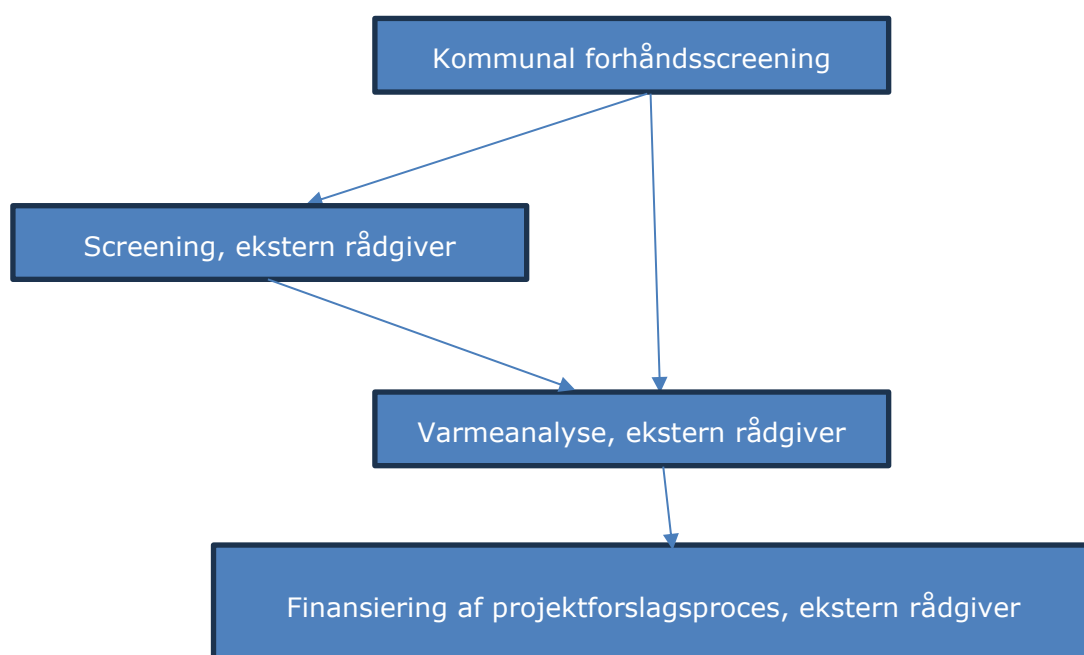 Kommunal forhåndsscreening
Screening, ekstern rådgiver
Varmeanalyse, ekstern rådgiver
Finansiering af projektforslagsproces, ekstern rådgiver